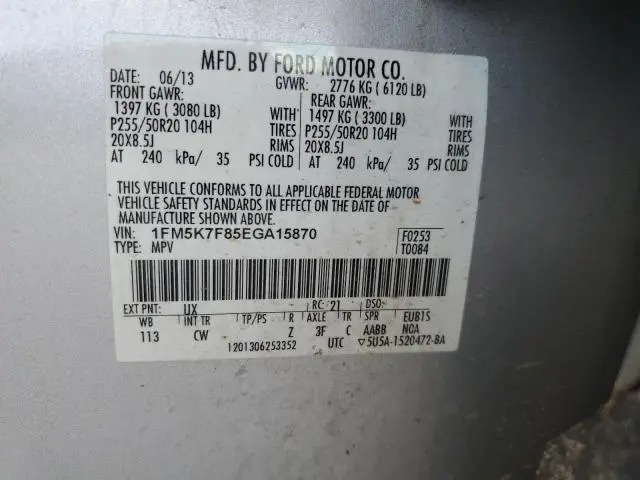 MFD. BY FORD MOTOR CO.
DATE: 06/13 GVWR: 2776 KG ( 6120 LB)
FRONT GAWR: REAR GAWR:
1397 KG ( 3080 LB) WITH 1497 KG ( 3300 LB) WITH
P255/50R20 104H TIRES P255/50R20 104H TIRES
20X8.5J RIMS 20X8.5J RIMS
AT 240 kPa/ 35 PSI COLD AT 240 kPa/ 35 PSI COLD
THIS VEHICLE CONFORMS TO ALL APPLICABLE FEDERAL MOTOR
VEHICLE SAFETY STANDARDS IN EFFECT ON THE DATE OF
MANUFACTURE SHOWN ABOVE.
VIN: 1FM5K7F85EGA15870 F0253
TYPE: MPV T0084
EXT PNT: UX RC: 21 DSO:
WB INT TR TP/PS R AXLE TR SPR EUB1S
113 CW Z 3F C AABB NOA
1201306253352 UTC ▽5U5A-1520472-BA